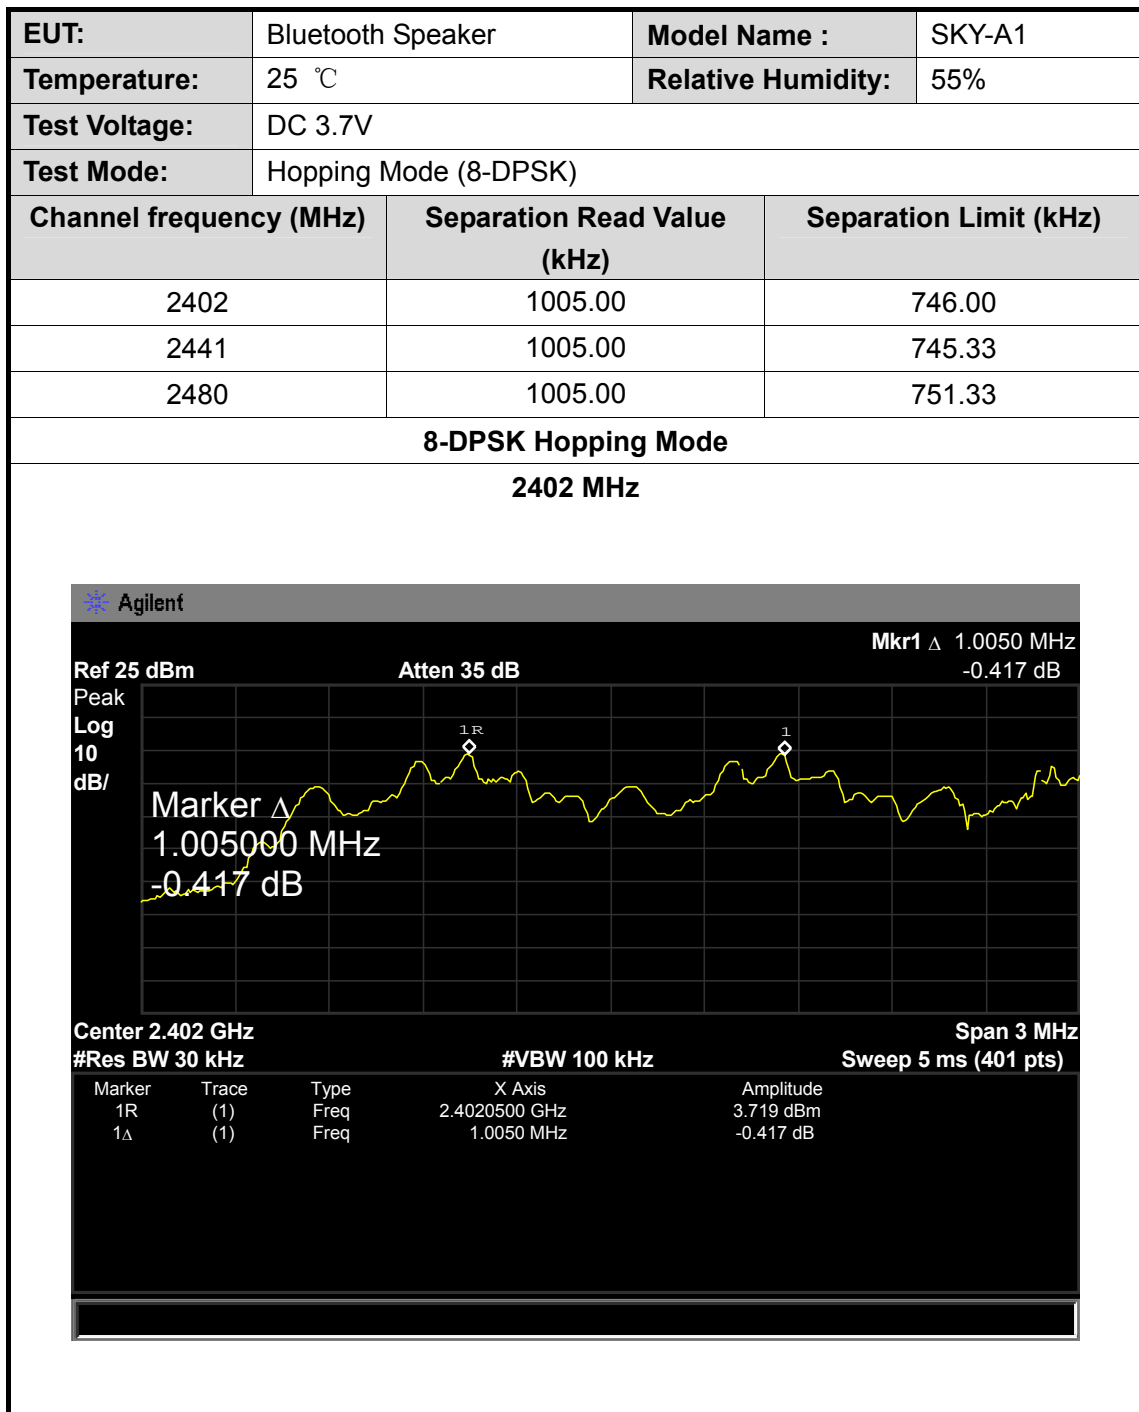 EUT: Bluetooth Speaker Model Name : SKY-A1
Temperature: 25 ℃ Relative Humidity: 55%
Test Voltage: DC 3.7V
Test Mode: Hopping Mode (8-DPSK)
Channel frequency (MHz) Separation Read Value (kHz) Separation Limit (kHz)
2402 1005.00 746.00
2441 1005.00 745.33
2480 1005.00 751.33
8-DPSK Hopping Mode
2402 MHz
Agilent
Mkr1 Δ 1.0050 MHz
Ref 25 dBm Atten 35 dB -0.417 dB
Peak
Log
10
dB/
1R 1
Marker Δ
1.005000 MHz
-0.417 dB
Center 2.402 GHz Span 3 MHz
#Res BW 30 kHz #VBW 100 kHz Sweep 5 ms (401 pts)
Marker Trace Type X Axis Amplitude
1R (1) Freq 2.4020500 GHz 3.719 dBm
1Δ (1) Freq 1.0050 MHz -0.417 dB